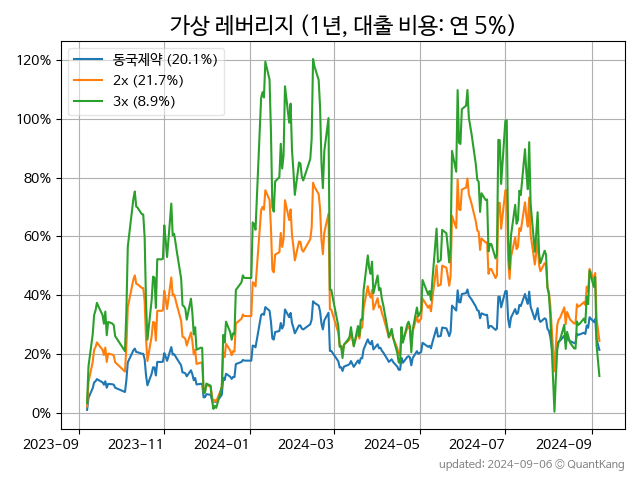 가상 레버리지 (1년, 대출 비용: 연 5%)
120%
100%
80%
60%
40%
20%
0%
동국제약 (20.1%)
2x (21.7%)
3x (8.9%)
2023-09
2023-11
2024-01
2024-03
2024-05
2024-07
2024-09
updated: 2024-09-06 © QuantKang